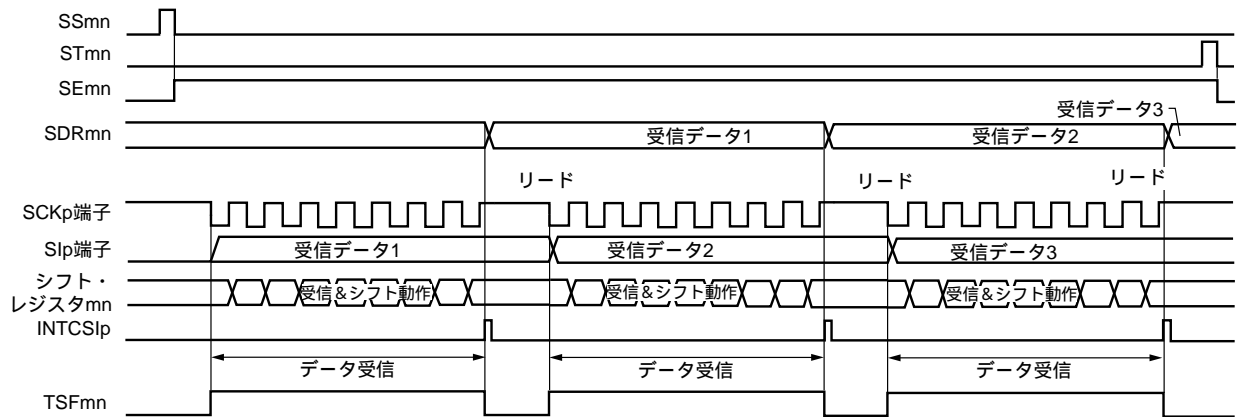 SSmn
STmn
SEmn
受信データ3
SDRmn
受信データ1
受信データ2
リード
リード
リード
SCKp端子
SIp端子
受信データ1
受信データ2
受信データ3
シフト・
レジスタmn
受信＆シフト動作
受信＆シフト動作
受信＆シフト動作
INTCSIp
データ受信
データ受信
データ受信
TSFmn